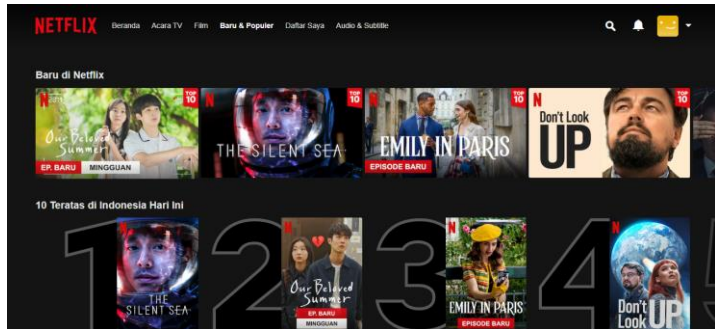 NETFLIX Beranda Acara TV Film Baru & Populer Daftar Saya Audio & Subtitle
Baru di Netflix
N TOP 10
Our Beloved Summer
EP. BARU MINGGUAN
N TOP 10
THE SILENT SEA
N TOP 10
EMILY IN PARIS
EPISODE BARU
N TOP 10
Don't Look
UP
10 Teratas di Indonesia Hari Ini
1
N
THE
SILENT SEA
2
N
Our Beloved
Summer
EP. BARU
MINGGUAN
3
N
EMILY IN PARIS
EPISODE BARU
4
N
Don't
Look UP
5